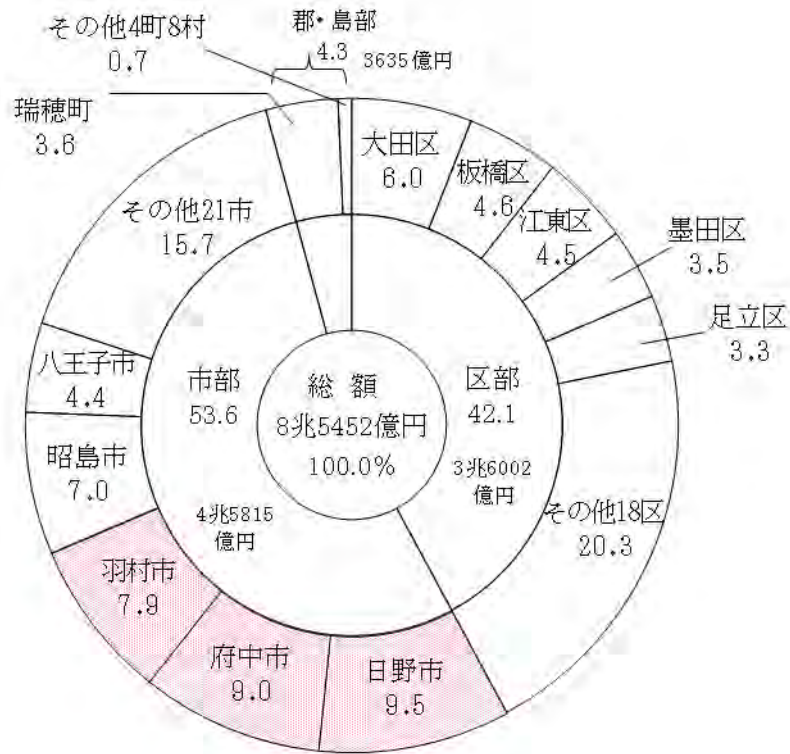 その他4町8村
0.7
郡・島部
4.3 3635億円
瑞穂町
3.6
大田区
6.0
板橋区
4.6
江東区
4.5
墨田区
3.5
足立区
3.3
その他21市
15.7
八王子市
4.4
昭島市
7.0
市部
53.6
4兆5815
億円
総額
8兆5452億円
100.0%
区部
42.1
3兆6002
億円
その他18区
20.3
羽村市
7.9
府中市
9.0
日野市
9.5